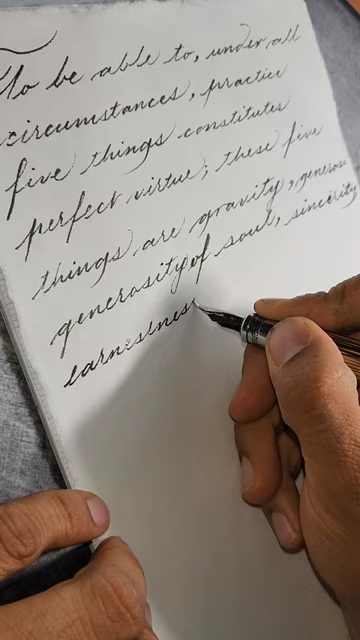 To be able to, under all
circumstances, practice
five things constitutes
perfect virtue; these five
things are gravity, generose
generosity of soul, sincerity
earnestness